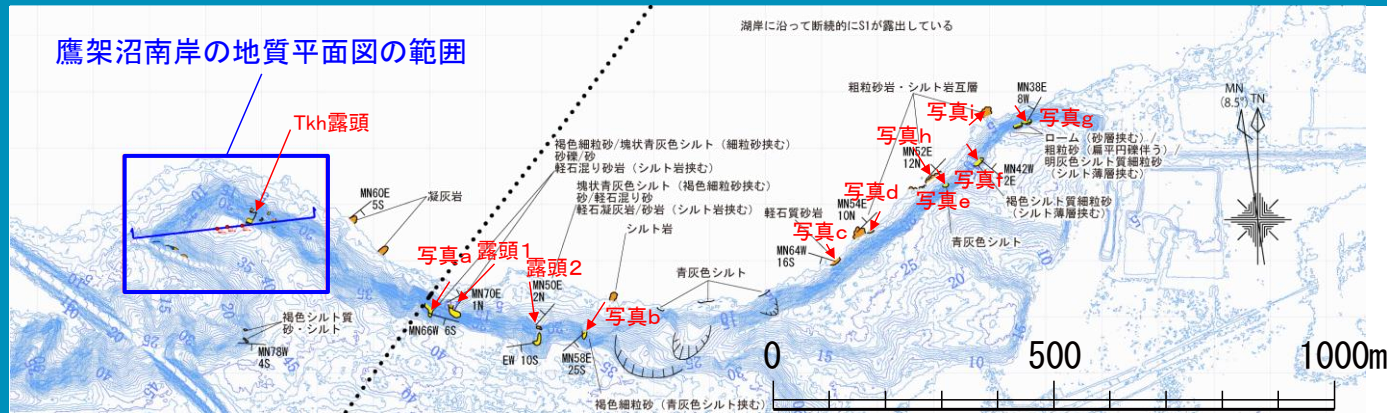 湖岸に沿って断続的にS1が露出している
鷹架沼南岸の地質平面図の範囲
Tkh露頭
MN60E
5S
凝灰岩
褐色細粒砂/塊状青灰色シルト（細粒砂挟む）
砂礫/砂
軽石混り砂岩（シルト岩挟む）
塊状青灰色シルト（褐色細粒砂挟む）
砂/軽石混り砂
軽石凝灰岩/砂岩（シルト岩挟む）
シルト岩
写真a
露頭1
露頭2
MN70E
1N
MN50E
2N
MN66W 6S
EW 10S
MN58E
25S
写真b
褐色細粒砂（青灰色シルト挟む）
褐色シルト質
砂・シルト
MN78W
4S
青灰色シルト
軽石質砂岩
写真c
MN64W
16S
写真d
MN54E
10N
粗粒砂岩・シルト岩互層
写真h
MN52E
12N
写真e
写真f
写真i
MN38E
8W
写真g
ローム（砂層挟む）/
粗粒砂（扁平円礫伴う）/
明灰色シルト質細粒砂
（シルト薄層挟む）
MN42W
2E
褐色シルト質細粒砂
（シルト薄層挟む）
青灰色シルト
MN
(8.5°)
TN
0
500
1000m